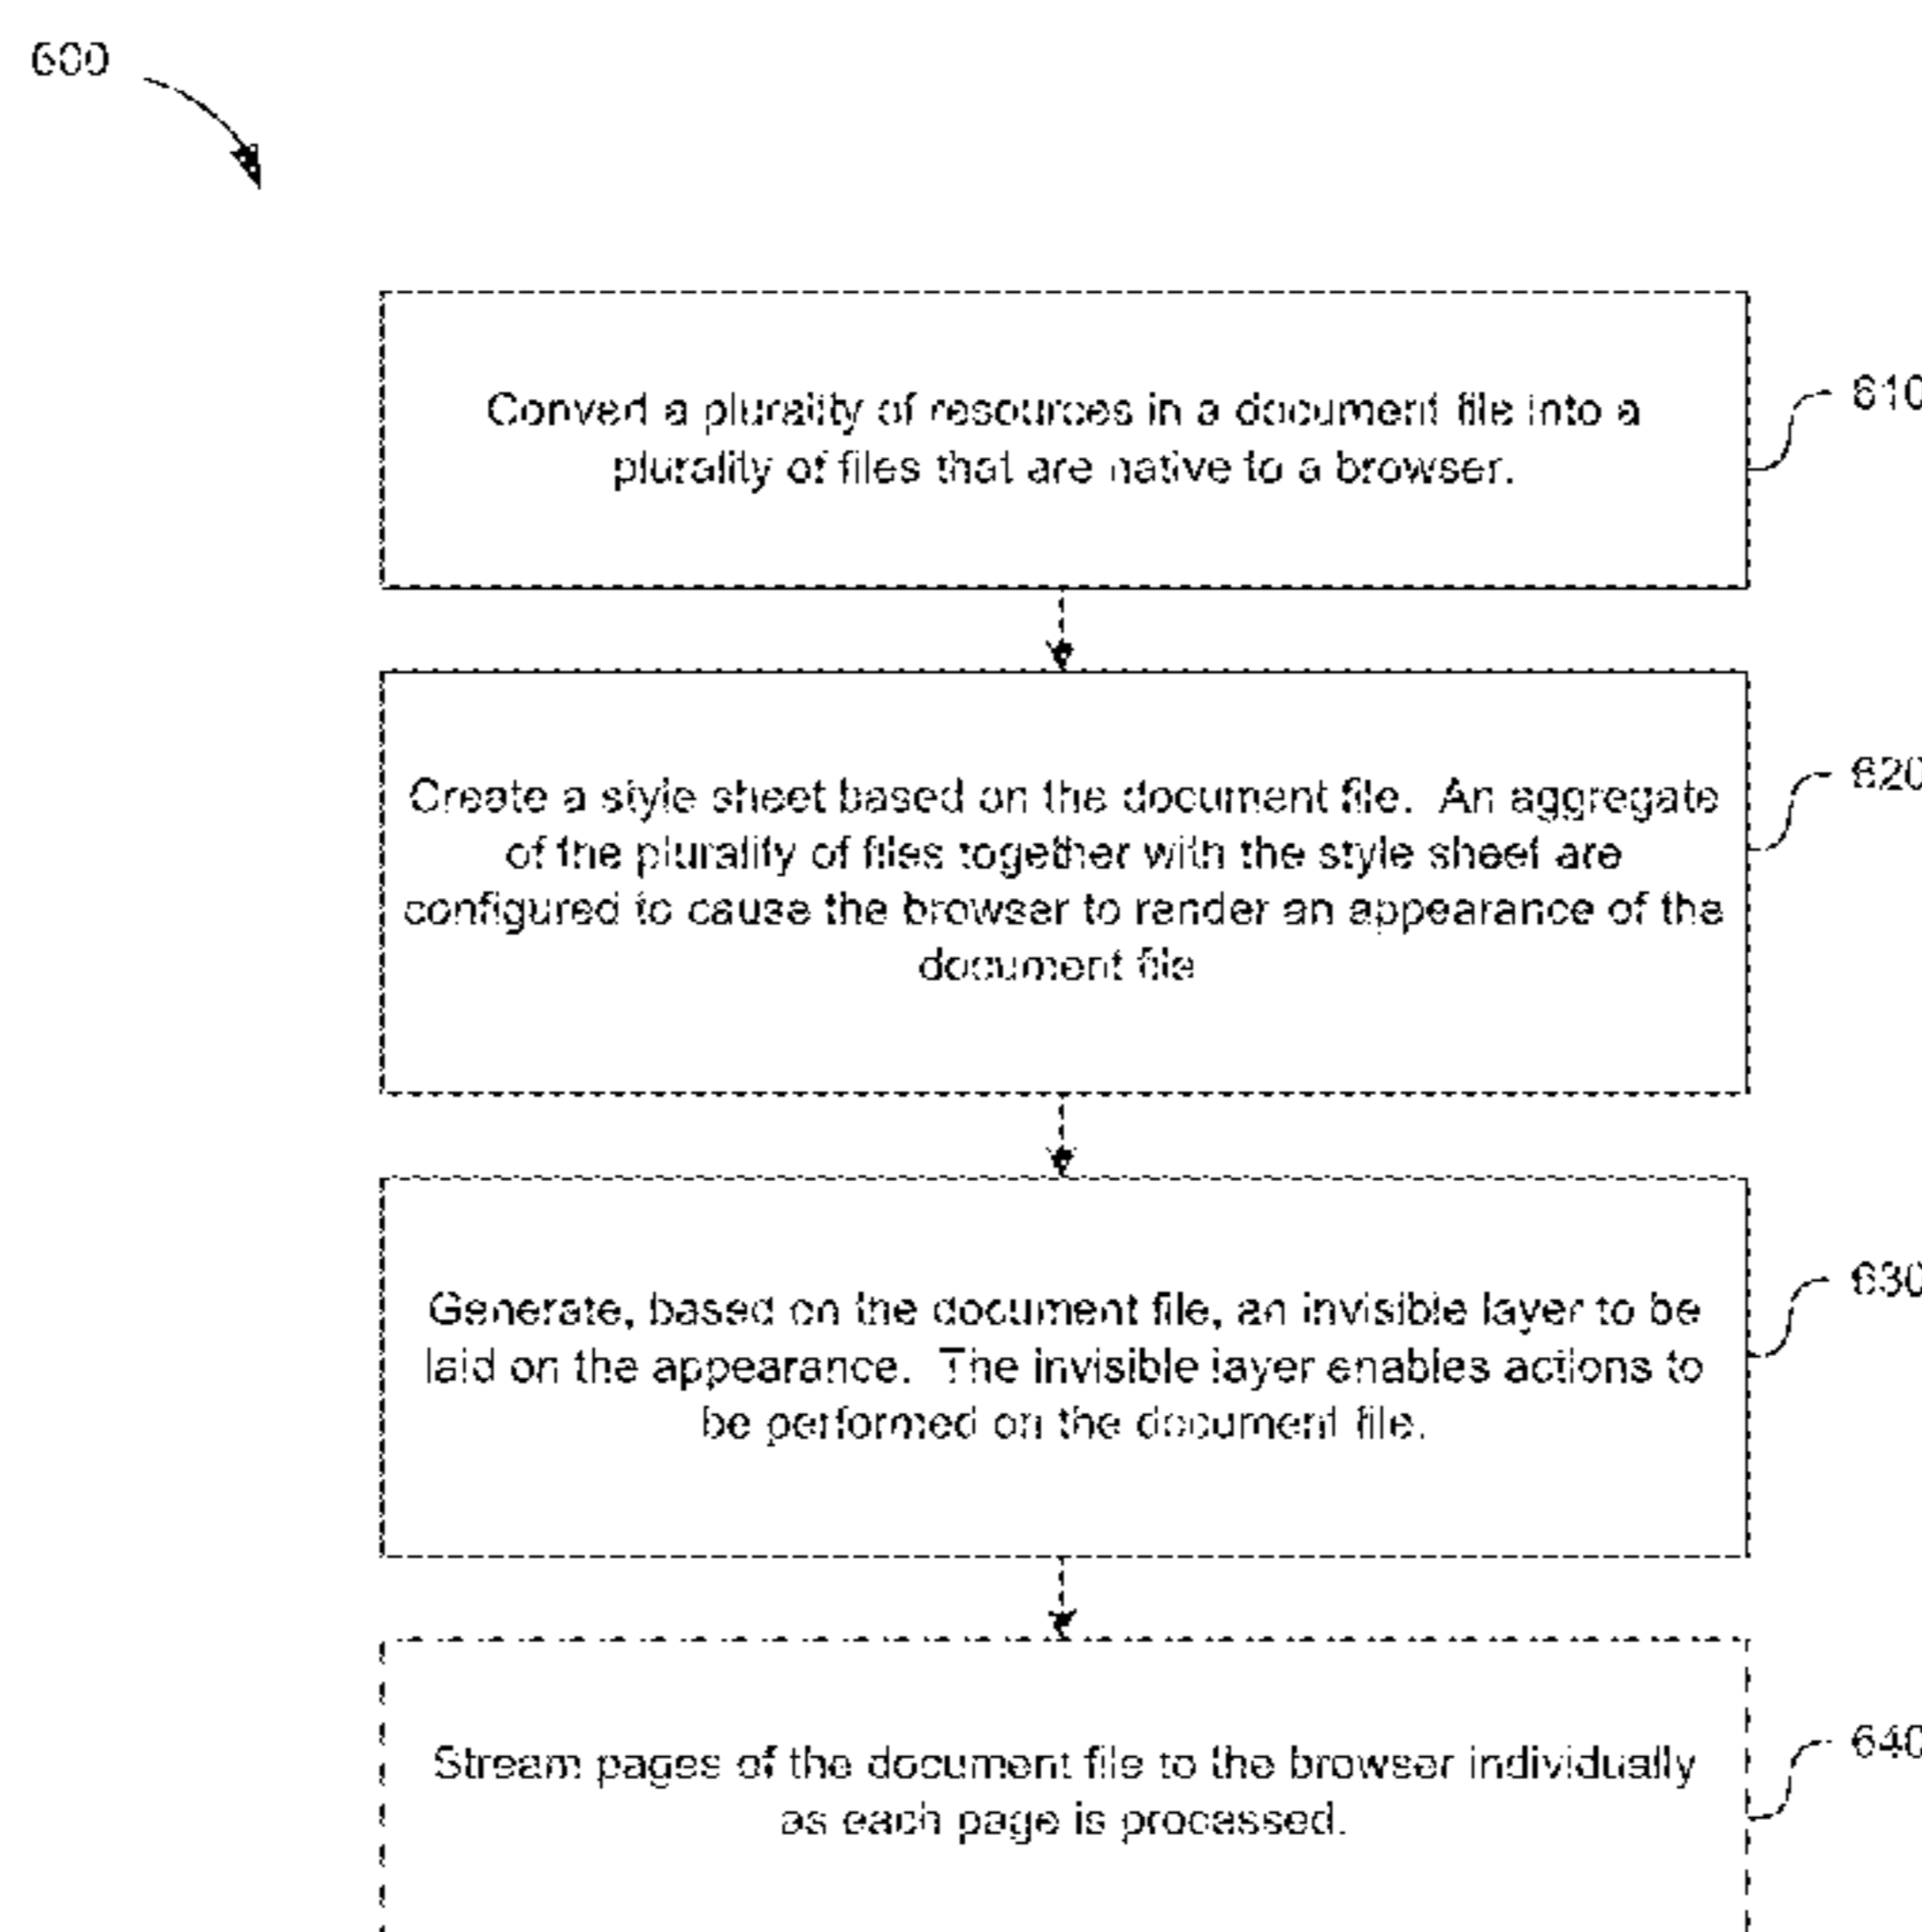 600
Convert a plurality of resources in a document file into a
plurality of files that are native to a browser.
610
Create a style sheet based on the document file.  An aggregate
of the plurality of files together with the style sheet are
configured to cause the browser to render an appearance of the
document file
620
Generate, based on the document file, an invisible layer to be
laid on the appearance.  The invisible layer enables actions to
be performed on the document file.
630
Stream pages of the document file to the browser individually
as each page is processed.
640